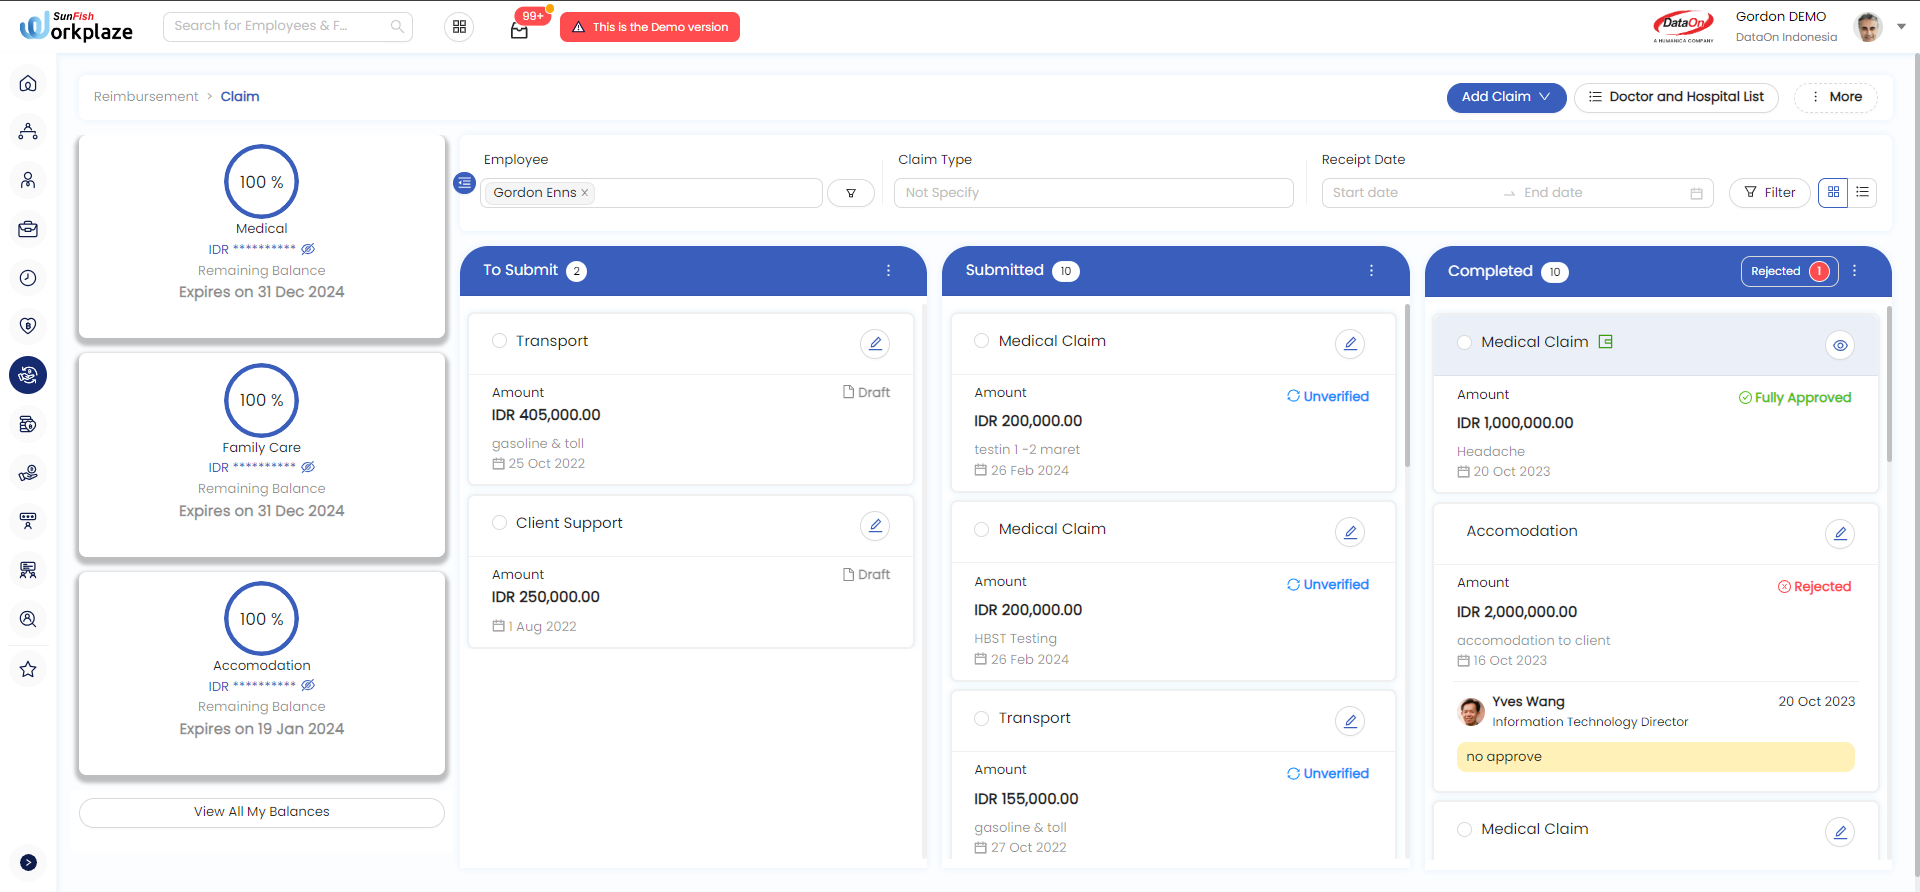 SunFish
Workplaze
Search for Employees & F...
99+
This is the Demo version
DataOn
A HUMANICA COMPANY
Gordon DEMO
DataOn Indonesia
Reimbursement > Claim
Add Claim
Doctor and Hospital List
More
100 %
Medical
IDR **********
Remaining Balance
Expires on 31 Dec 2024
100 %
Family Care
IDR **********
Remaining Balance
Expires on 31 Dec 2024
100 %
Accomodation
IDR **********
Remaining Balance
Expires on 19 Jan 2024
View All My Balances
Employee
Gordon Enns ×
Claim Type
Not Specify
Receipt Date
Start date → End date
Filter
To Submit 2
Transport
Amount
Draft
IDR 405,000.00
gasoline & toll
25 Oct 2022
Client Support
Amount
Draft
IDR 250,000.00
1 Aug 2022
Submitted 10
Medical Claim
Amount
Unverified
IDR 200,000.00
testin 1 -2 maret
26 Feb 2024
Medical Claim
Amount
Unverified
IDR 200,000.00
HBST Testing
26 Feb 2024
Transport
Amount
Unverified
IDR 155,000.00
gasoline & toll
27 Oct 2022
Completed 10
Rejected 1
Medical Claim
Amount
Fully Approved
IDR 1,000,000.00
Headache
20 Oct 2023
Accomodation
Amount
Rejected
IDR 2,000,000.00
accomodation to client
16 Oct 2023
Yves Wang
20 Oct 2023
Information Technology Director
no approve
Medical Claim